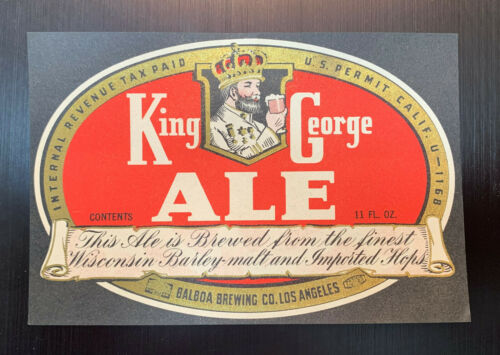 INTERNAL REVENUE TAX PAID
U.S. PERMIT CALIF. U-1168
King George
ALE
CONTENTS 11 FL. OZ.
This Ale is Brewed from the finest
Wisconsin Barley-malt and Imported Hops
BALBOA BREWING CO. LOS ANGELES